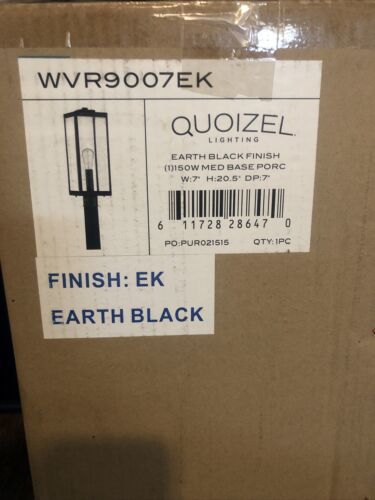 WVR9007EK
QUOIZEL
LIGHTING
EARTH BLACK FINISH
(1)150W MED BASE PORC
W:7" H:20.5" DP:7"
6 11728 28647 0
PO:PUR021515 QTY:1PC
FINISH: EK
EARTH BLACK